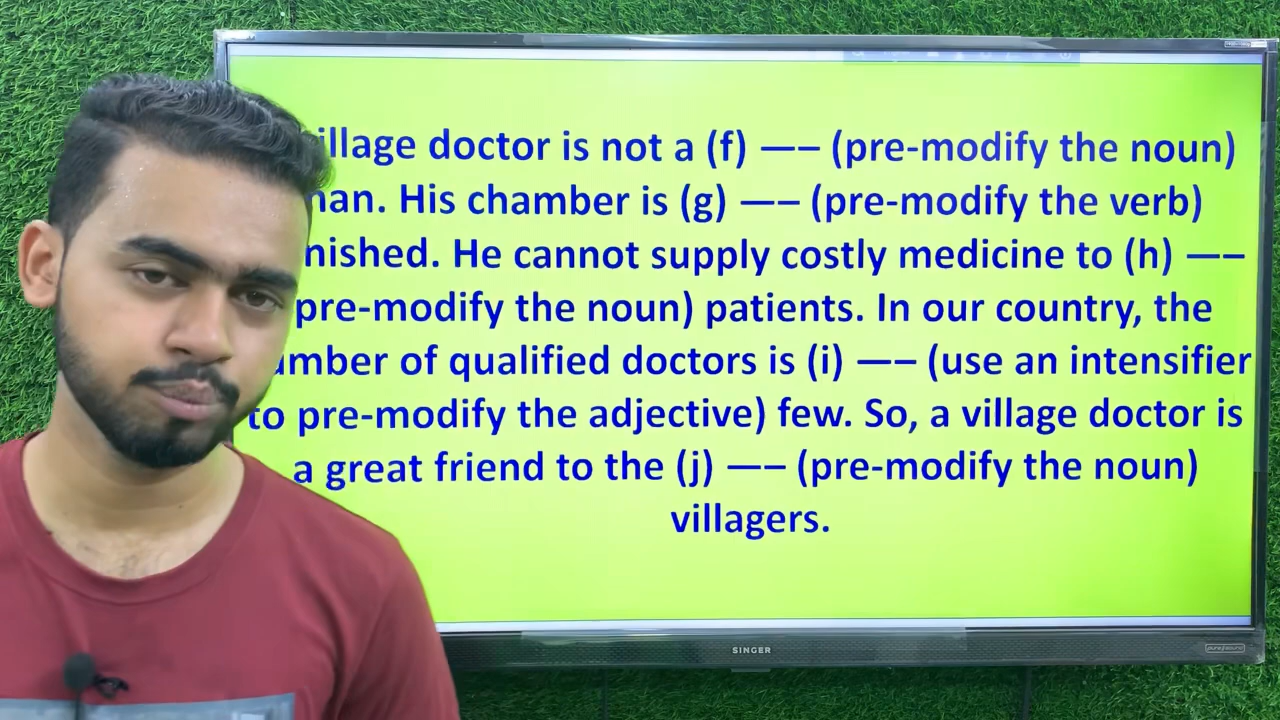 illage doctor is not a (f) —– (pre-modify the noun)
man. His chamber is (g) —– (pre-modify the verb)
nished. He cannot supply costly medicine to (h) —–
pre-modify the noun) patients. In our country, the
umber of qualified doctors is (i) —– (use an intensifier
to pre-modify the adjective) few. So, a village doctor is
a great friend to the (j) —– (pre-modify the noun)
villagers.
SINGER